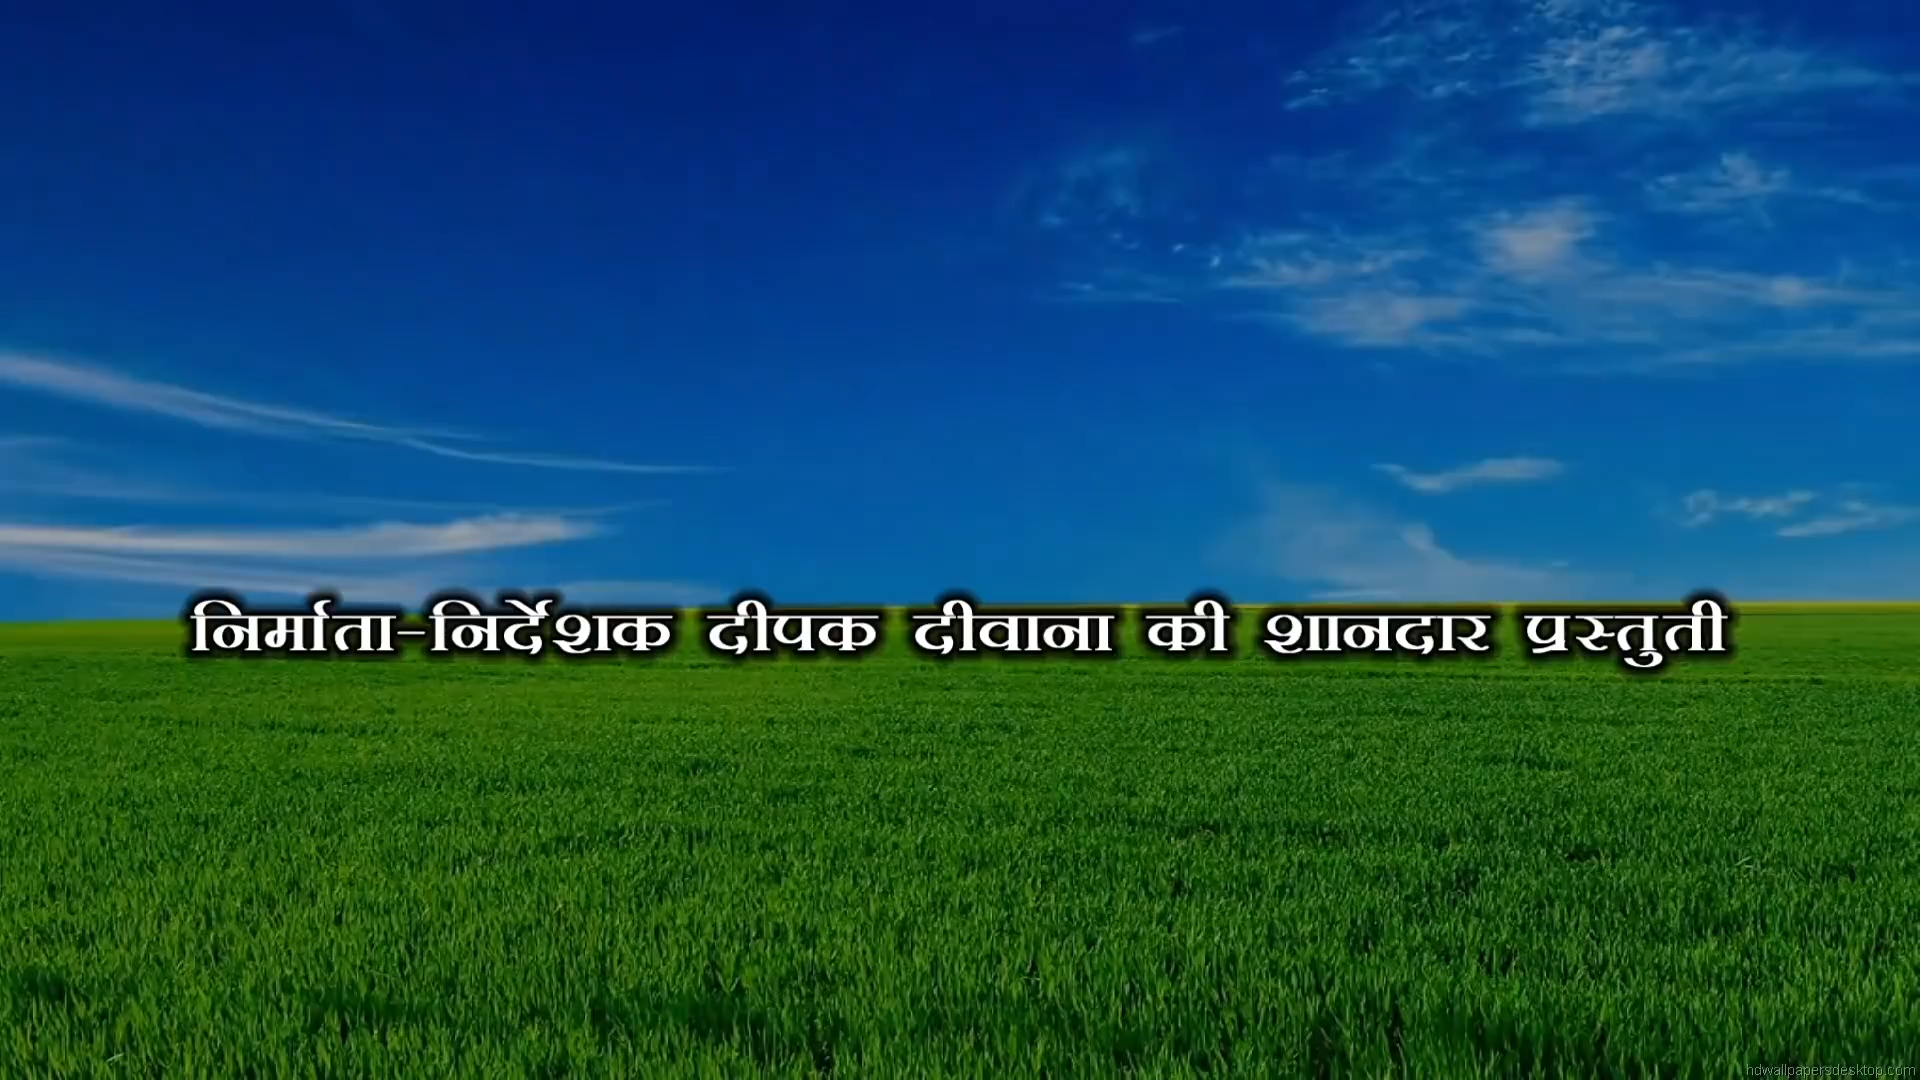 निर्माता-निर्देशक दीपक दीवाना की शानदार प्रस्तुती
hdwallpapersdesktop.com